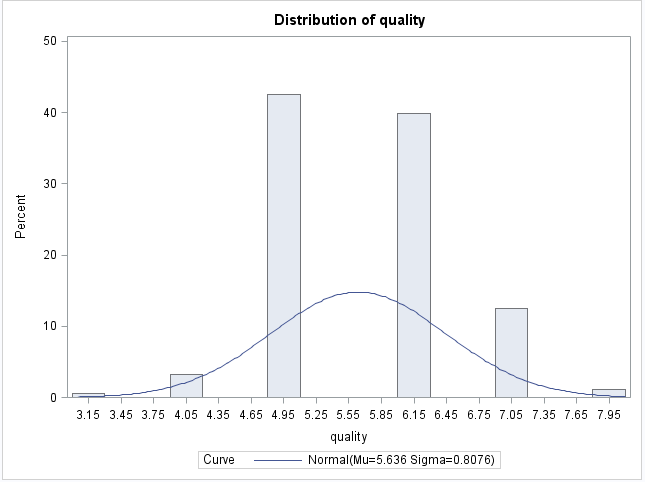 Distribution of quality
50
40
30
20
10
0
Percent
3.15 3.45 3.75 4.05 4.35 4.65 4.95 5.25 5.55 5.85 6.15 6.45 6.75 7.05 7.35 7.65 7.95
quality
Curve Normal(Mu=5.636 Sigma=0.8076)